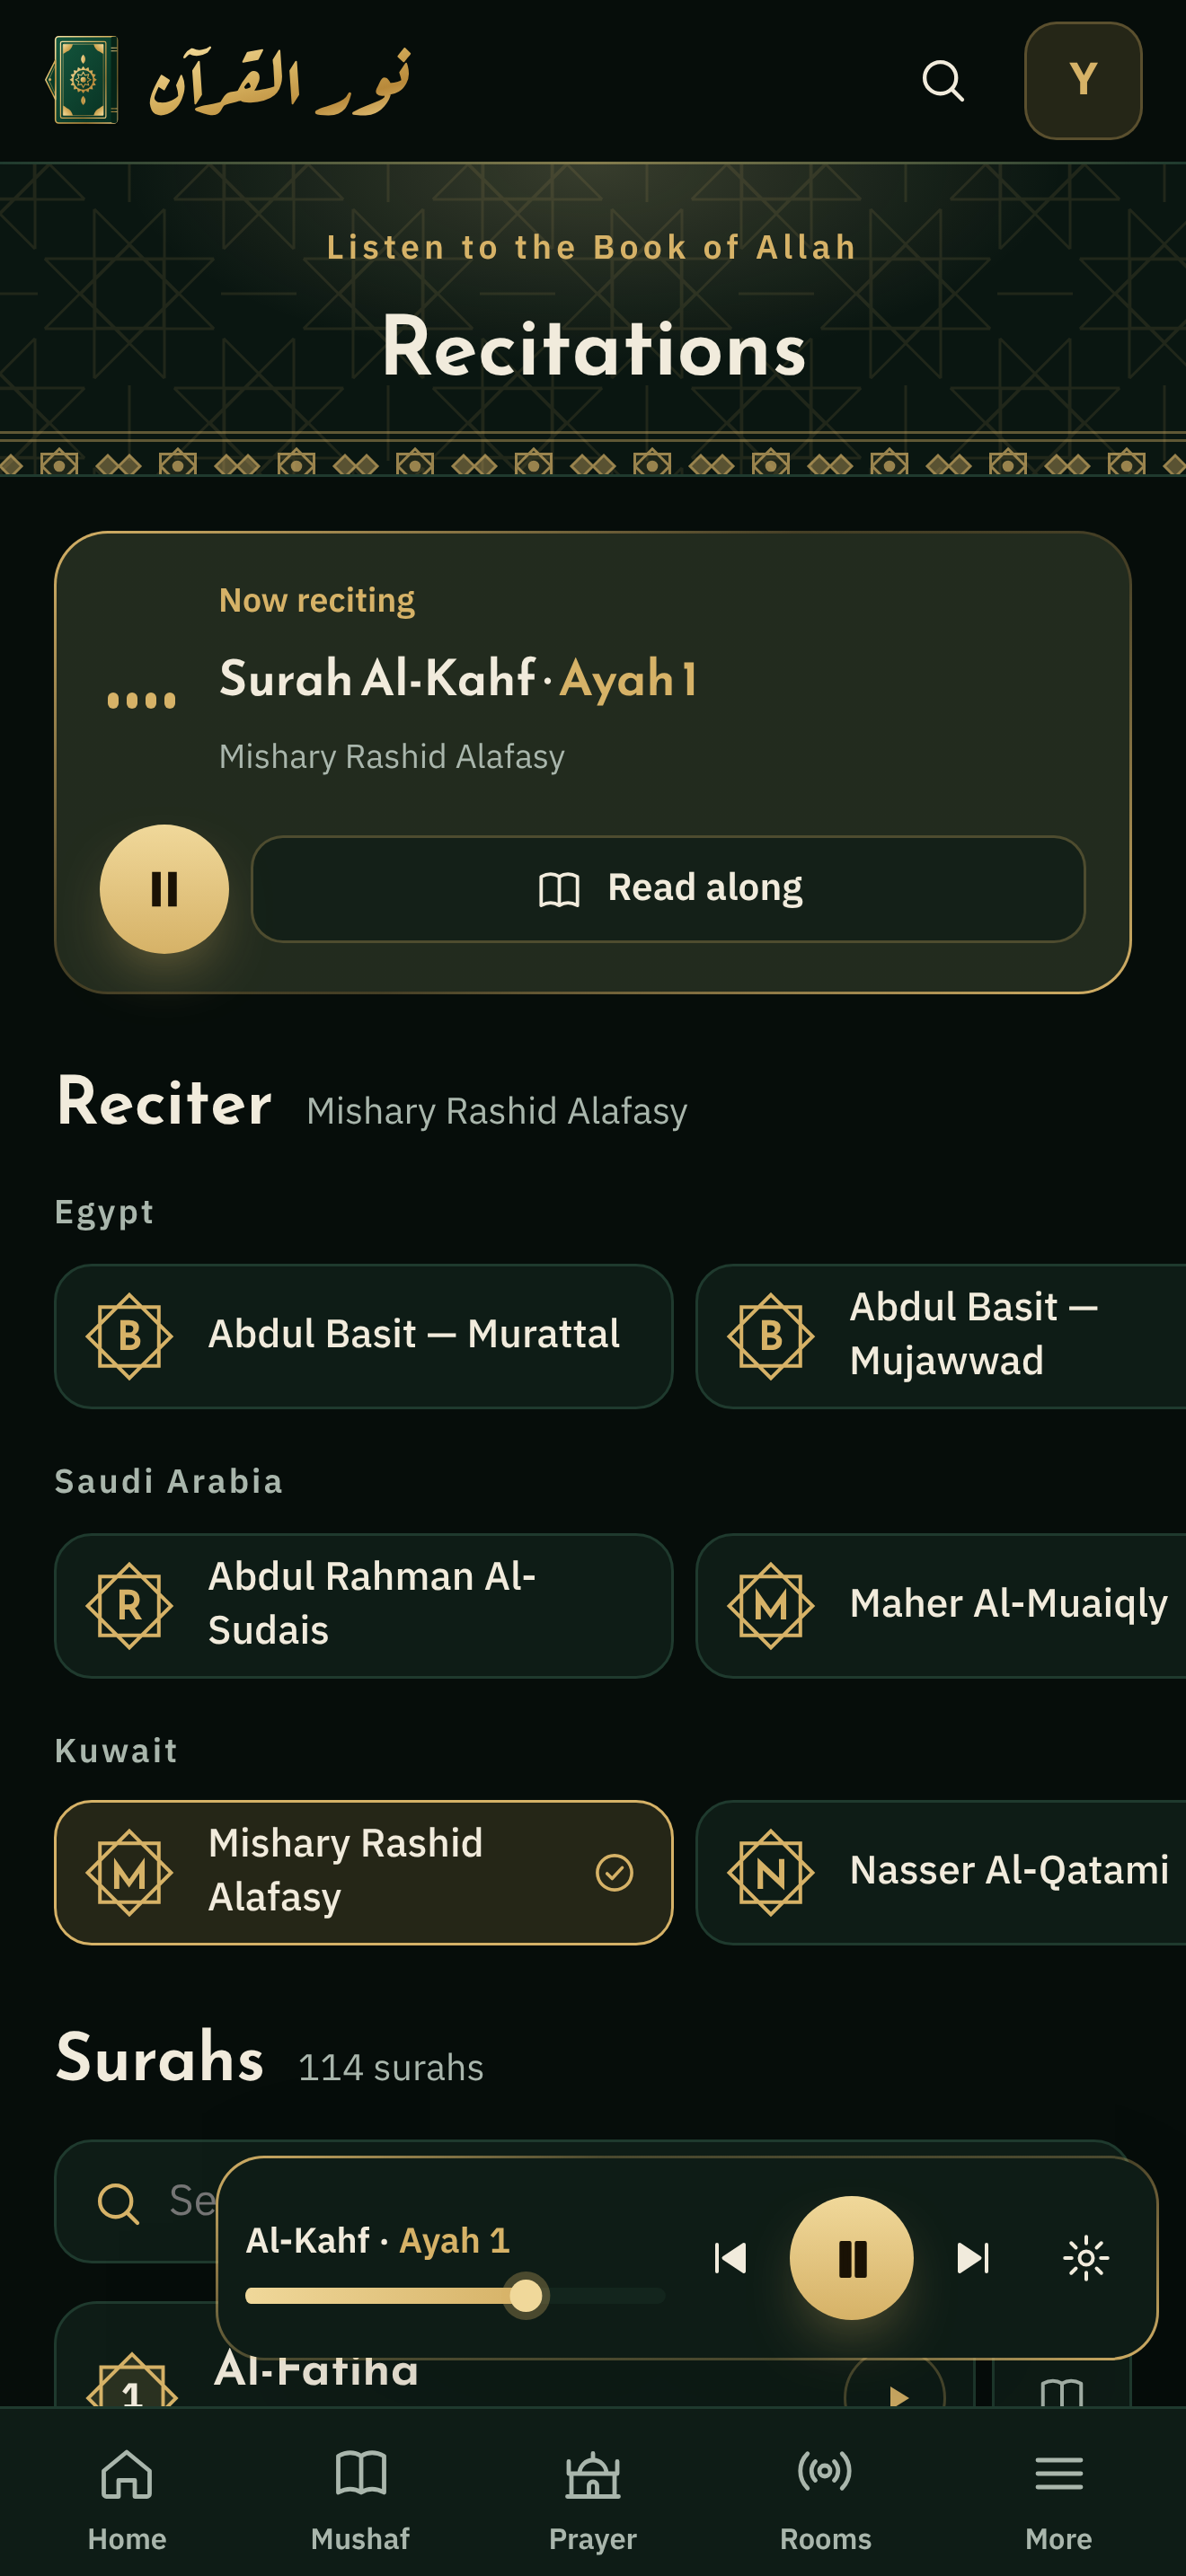 نور القرآن
Y
Listen to the Book of Allah
Recitations
Now reciting
Surah Al-Kahf · Ayah 1
Mishary Rashid Alafasy
Read along
Reciter Mishary Rashid Alafasy
Egypt
B Abdul Basit — Murattal
B Abdul Basit —
Mujawwad
Saudi Arabia
R Abdul Rahman Al-
Sudais
M Maher Al-Muaiqly
Kuwait
M Mishary Rashid
Alafasy
N Nasser Al-Qatami
Surahs 114 surahs
Se
Al-Kahf · Ayah 1
1 Al-Fatiha
Home Mushaf Prayer Rooms More